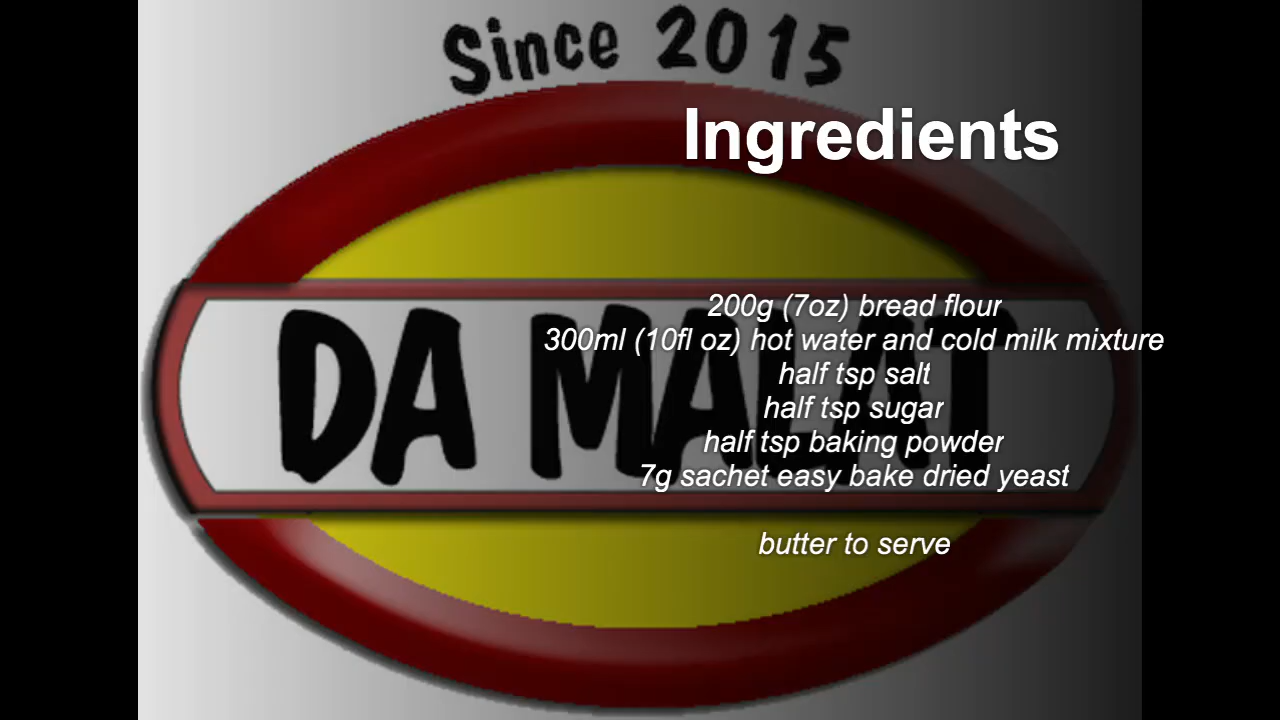 Since 2015
Ingredients
DA MALAT
200g (7oz) bread flour
300ml (10fl oz) hot water and cold milk mixture
half tsp salt
half tsp sugar
half tsp baking powder
7g sachet easy bake dried yeast
butter to serve